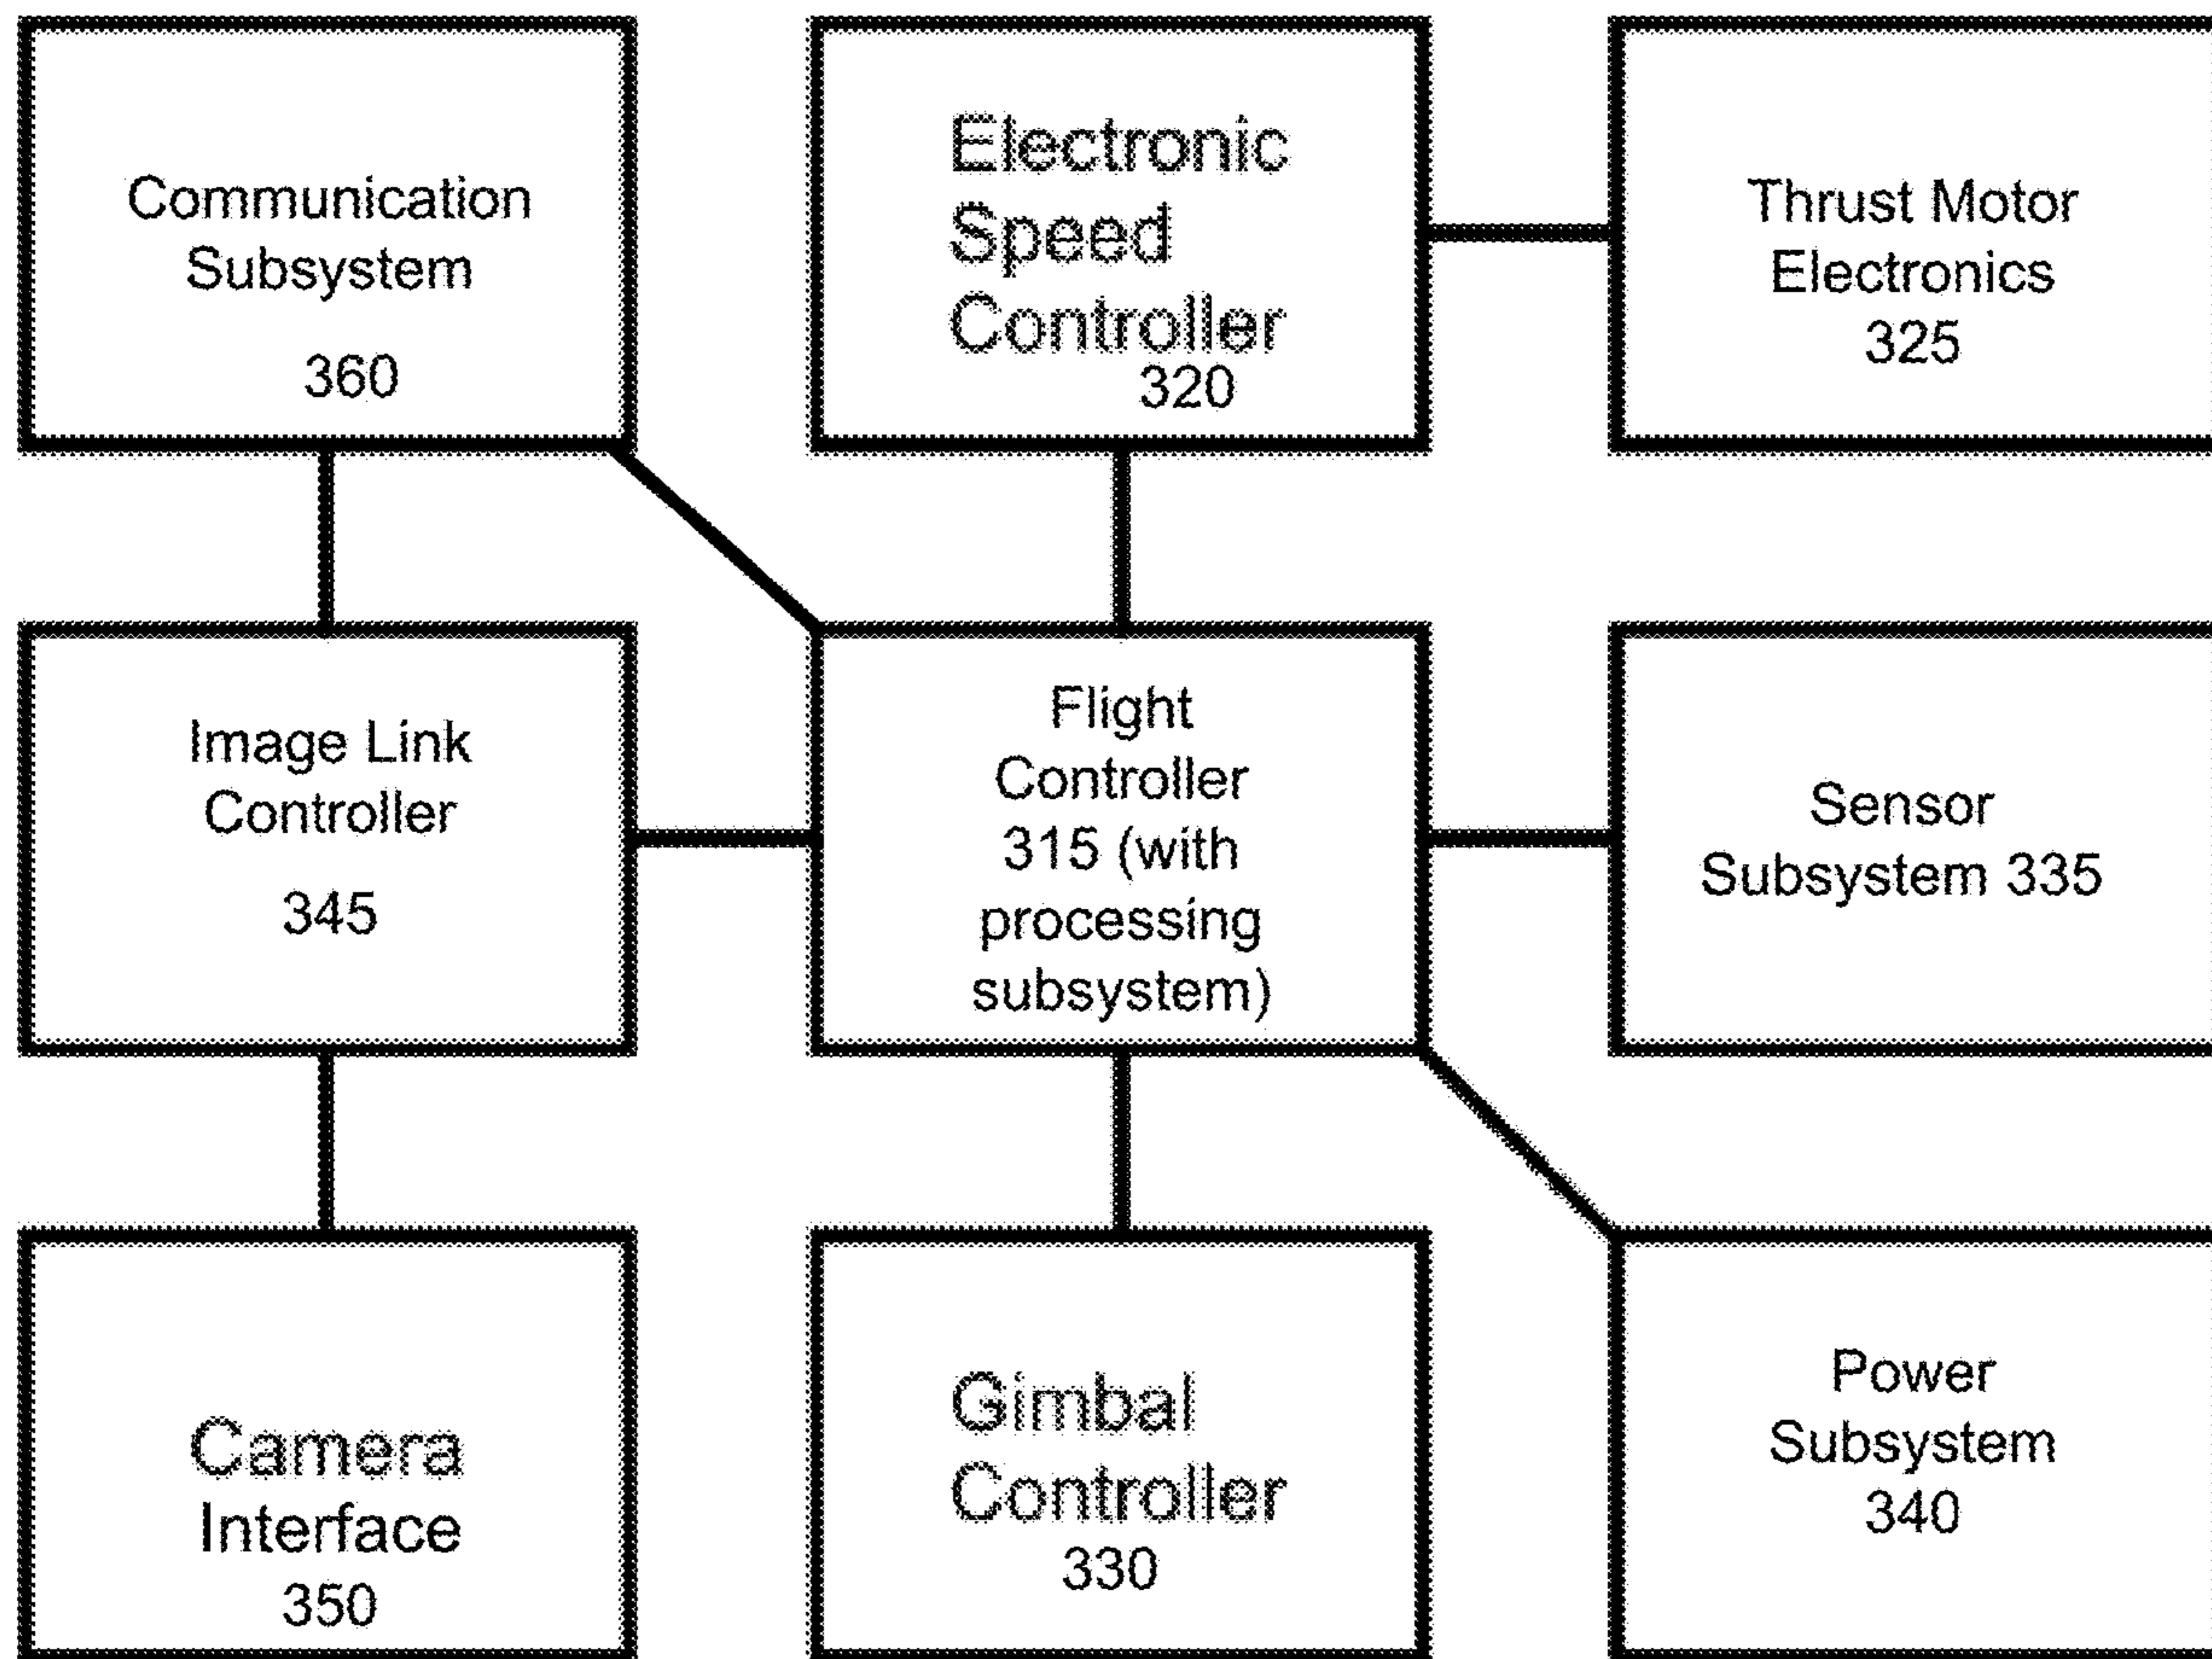 Communication
Subsystem
360
Electronic
Speed
Controller
320
Thrust Motor
Electronics
325
Image Link
Controller
345
Flight
Controller
315 (with
processing
subsystem)
Sensor
Subsystem 335
Camera
Interface
350
Gimbal
Controller
330
Power
Subsystem
340